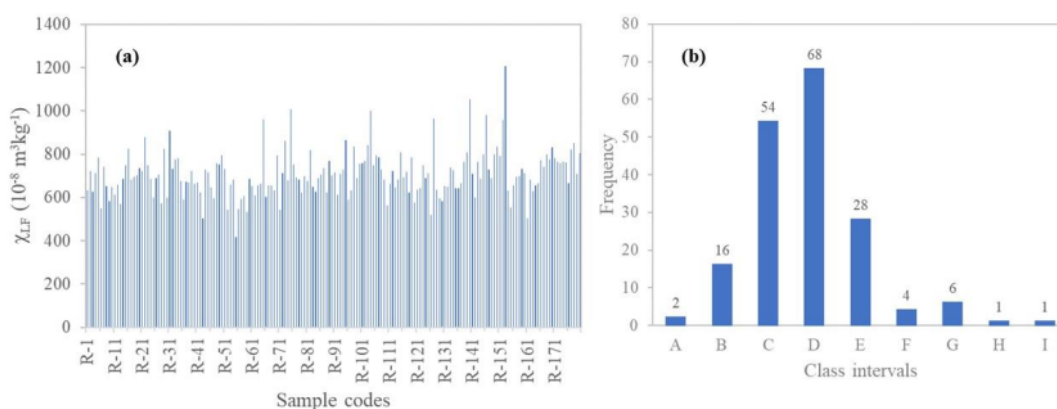 1400
(a)
1200
1000
800
600
400
200
0
χLF (10⁻⁸ m³kg⁻¹)
R-1
R-11
R-21
R-31
R-41
R-51
R-61
R-71
R-81
R-91
R-101
R-111
R-121
R-131
R-141
R-151
R-161
R-171
Sample codes
80
(b)
70
60
50
40
30
20
10
0
Frequency
2
16
54
68
28
4
6
1
1
A B C D E F G H I
Class intervals